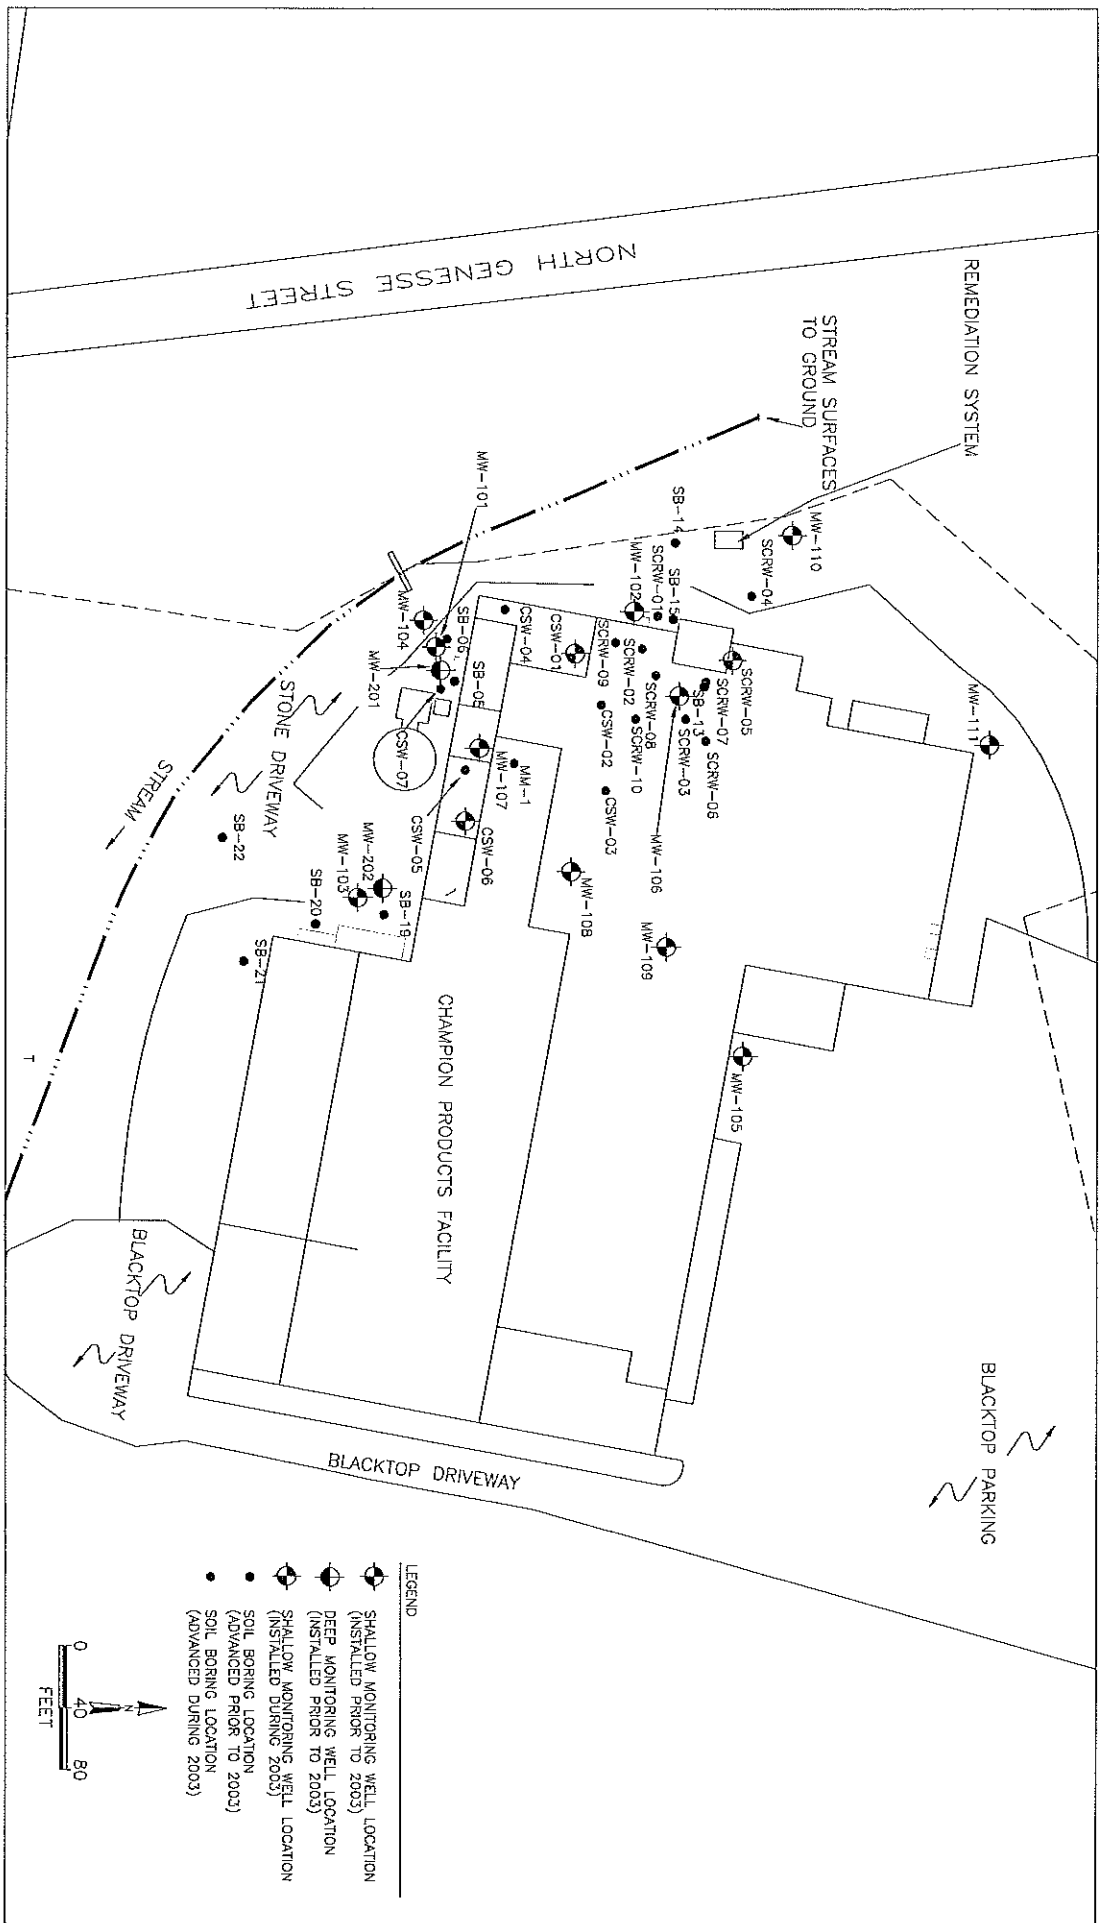 NORTH GENESSE STREET
REMEDIATION SYSTEM
STREAM SURFACES
TO GROUND
MW-110
SCRW-04
SB-14
SB-15
SCRW-01
MW-102
MW-101
MW-104
SB-06
SB-05
MW-201
CSW-04
CSW-01
SCRW-09
SCRW-02
SCRW-08
SCRW-10
CSW-02
CSW-03
SCRW-05
SCRW-07
SB-13
SCRW-03
SCRW-06
MW-106
MW-111
MM-1
MW-107
CSW-07
CSW-05
CSW-06
MW-108
MW-109
MW-105
STONE DRIVEWAY
STREAM
SB-22
MW-202
MW-103
SB-19
SB-20
SB-21
T
CHAMPION PRODUCTS FACILITY
BLACKTOP DRIVEWAY
BLACKTOP DRIVEWAY
BLACKTOP PARKING
LEGEND
SHALLOW MONITORING WELL LOCATION
(INSTALLED PRIOR TO 2003)
DEEP MONITORING WELL LOCATION
(INSTALLED PRIOR TO 2003)
SHALLOW MONITORING WELL LOCATION
(INSTALLED DURING 2003)
SOIL BORING LOCATION
(ADVANCED PRIOR TO 2003)
SOIL BORING LOCATION
(ADVANCED DURING 2003)
N
0 40 80
FEET